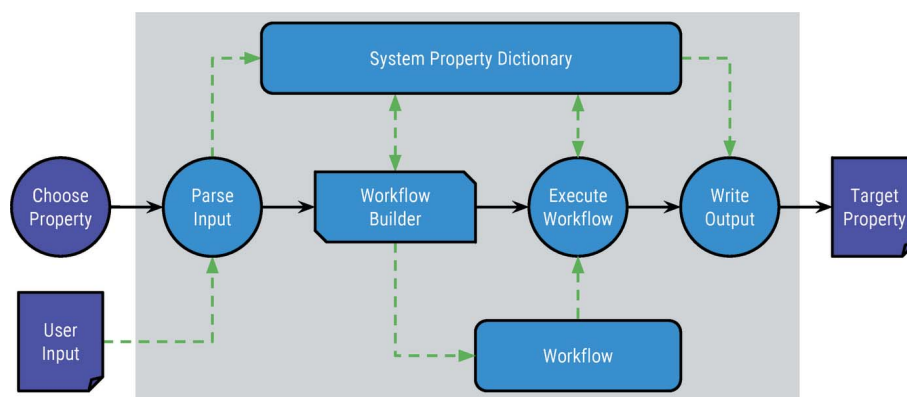 System Property Dictionary
Choose
Property
Parse
Input
Workflow
Builder
Execute
Workflow
Write
Output
Target
Property
User
Input
Workflow